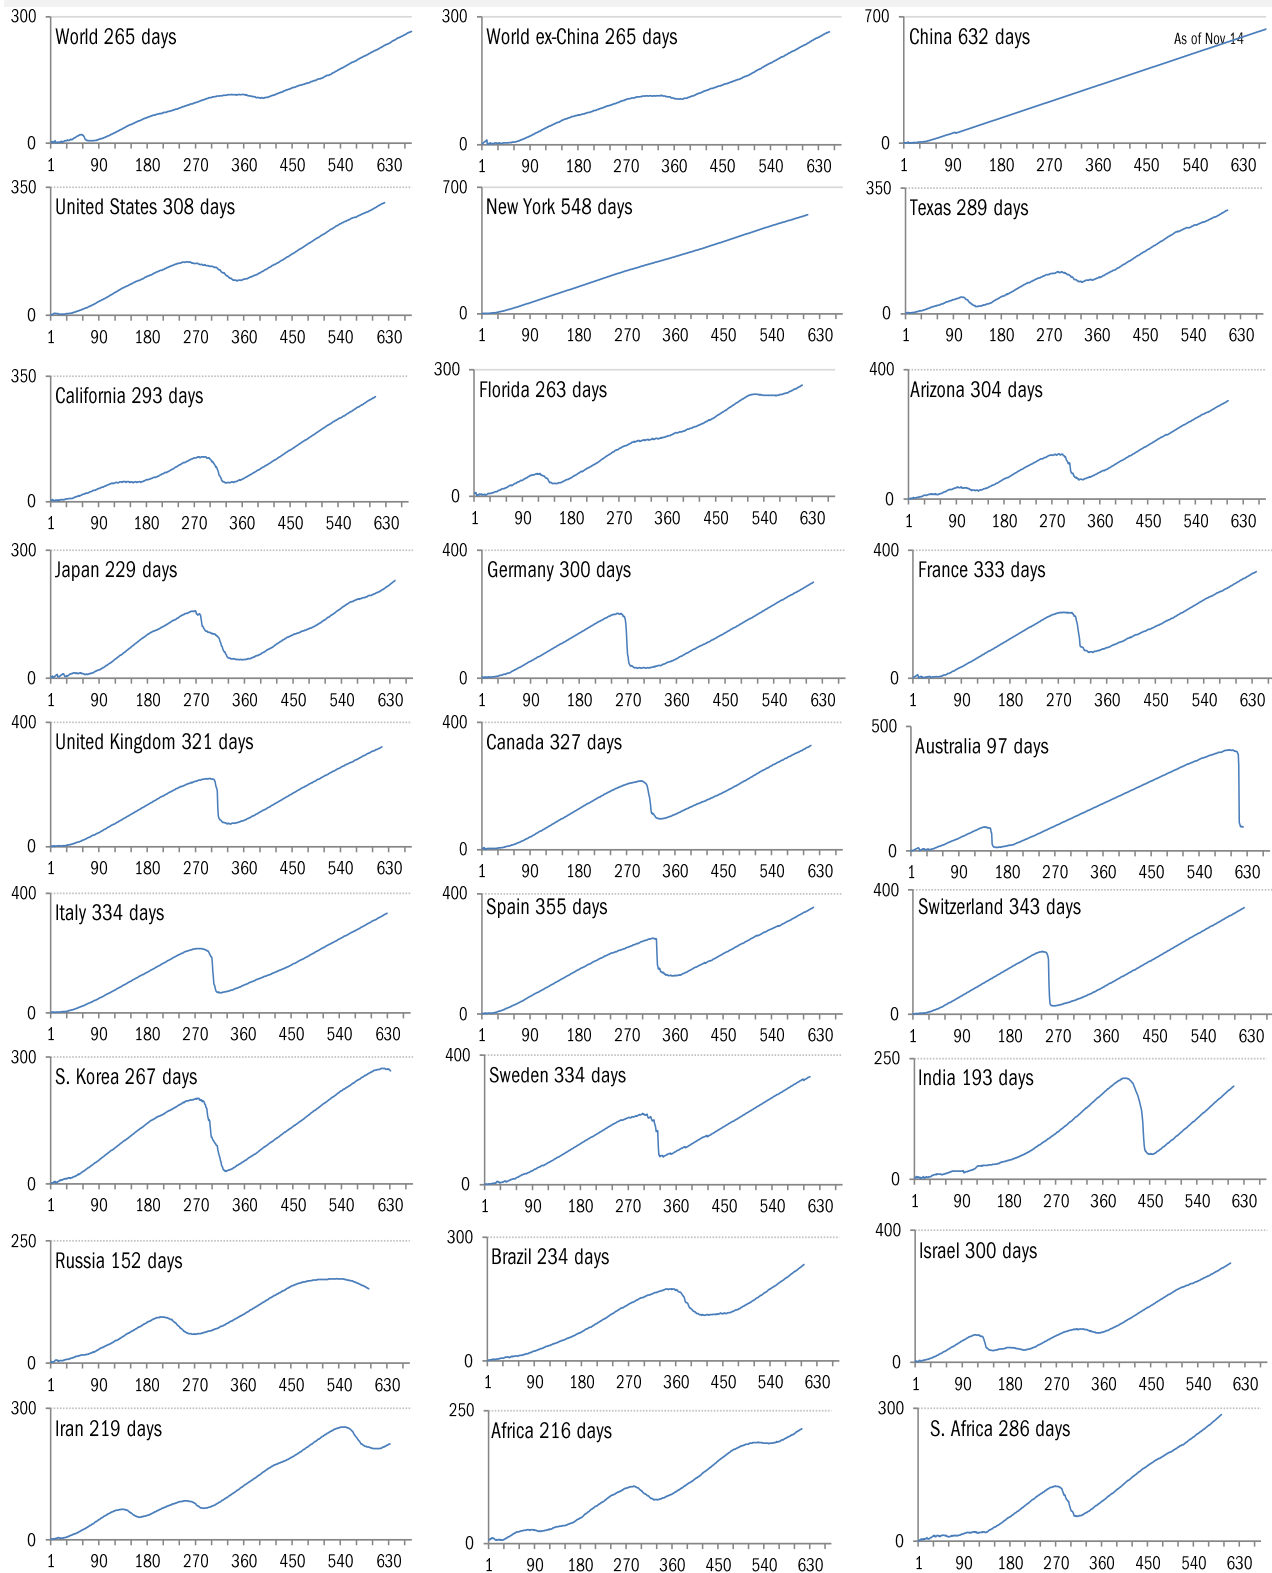 300
World 265 days
0
1 90 180 270 360 450 540 630
300
World ex-China 265 days
0
1 90 180 270 360 450 540 630
700
China 632 days
As of Nov 14
0
1 90 180 270 360 450 540 630
350
United States 308 days
0
1 90 180 270 360 450 540 630
700
New York 548 days
0
1 90 180 270 360 450 540 630
350
Texas 289 days
0
1 90 180 270 360 450 540 630
350
California 293 days
0
1 90 180 270 360 450 540 630
300
Florida 263 days
0
1 90 180 270 360 450 540 630
400
Arizona 304 days
0
1 90 180 270 360 450 540 630
300
Japan 229 days
0
1 90 180 270 360 450 540 630
400
Germany 300 days
0
1 90 180 270 360 450 540 630
400
France 333 days
0
1 90 180 270 360 450 540 630
400
United Kingdom 321 days
0
1 90 180 270 360 450 540 630
400
Canada 327 days
0
1 90 180 270 360 450 540 630
500
Australia 97 days
0
1 90 180 270 360 450 540 630
400
Italy 334 days
0
1 90 180 270 360 450 540 630
400
Spain 355 days
0
1 90 180 270 360 450 540 630
400
Switzerland 343 days
0
1 90 180 270 360 450 540 630
300
S. Korea 267 days
0
1 90 180 270 360 450 540 630
400
Sweden 334 days
0
1 90 180 270 360 450 540 630
250
India 193 days
0
1 90 180 270 360 450 540 630
250
Russia 152 days
0
1 90 180 270 360 450 540 630
300
Brazil 234 days
0
1 90 180 270 360 450 540 630
400
Israel 300 days
0
1 90 180 270 360 450 540 630
300
Iran 219 days
0
1 90 180 270 360 450 540 630
250
Africa 216 days
0
1 90 180 270 360 450 540 630
300
S. Africa 286 days
0
1 90 180 270 360 450 540 630